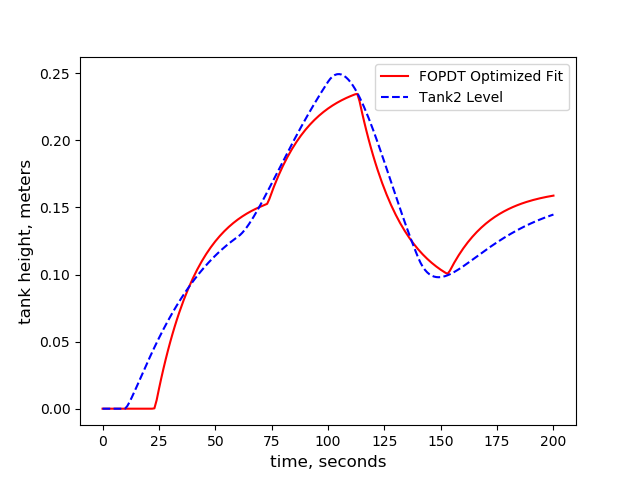 FOPDT Optimized Fit
Tank2 Level
0.25
0.20
0.15
0.10
0.05
0.00
tank height, meters
0 25 50 75 100 125 150 175 200
time, seconds